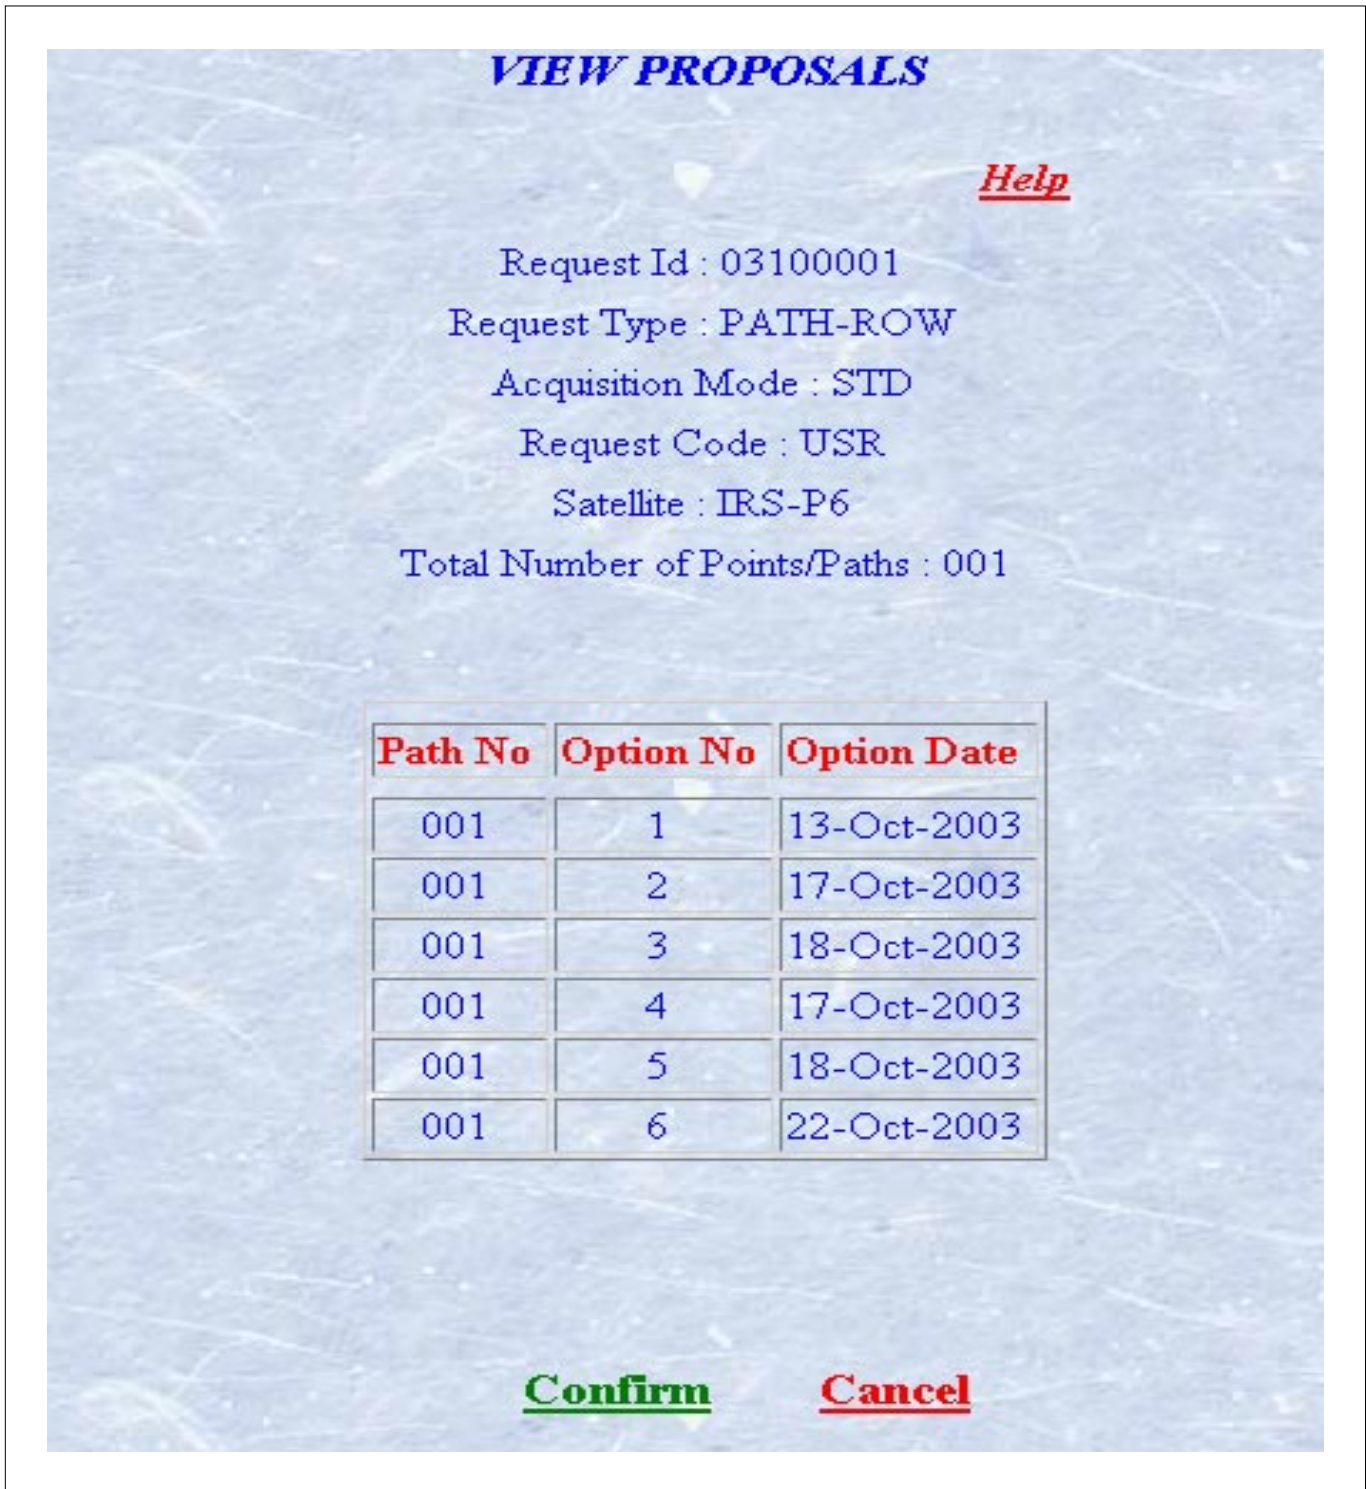 VIEW PROPOSALS
Help
Request Id : 03100001
Request Type : PATH-ROW
Acquisition Mode : STD
Request Code : USR
Satellite : IRS-P6
Total Number of Points/Paths : 001
Path No Option No Option Date
001 1 13-Oct-2003
001 2 17-Oct-2003
001 3 18-Oct-2003
001 4 17-Oct-2003
001 5 18-Oct-2003
001 6 22-Oct-2003
Confirm Cancel